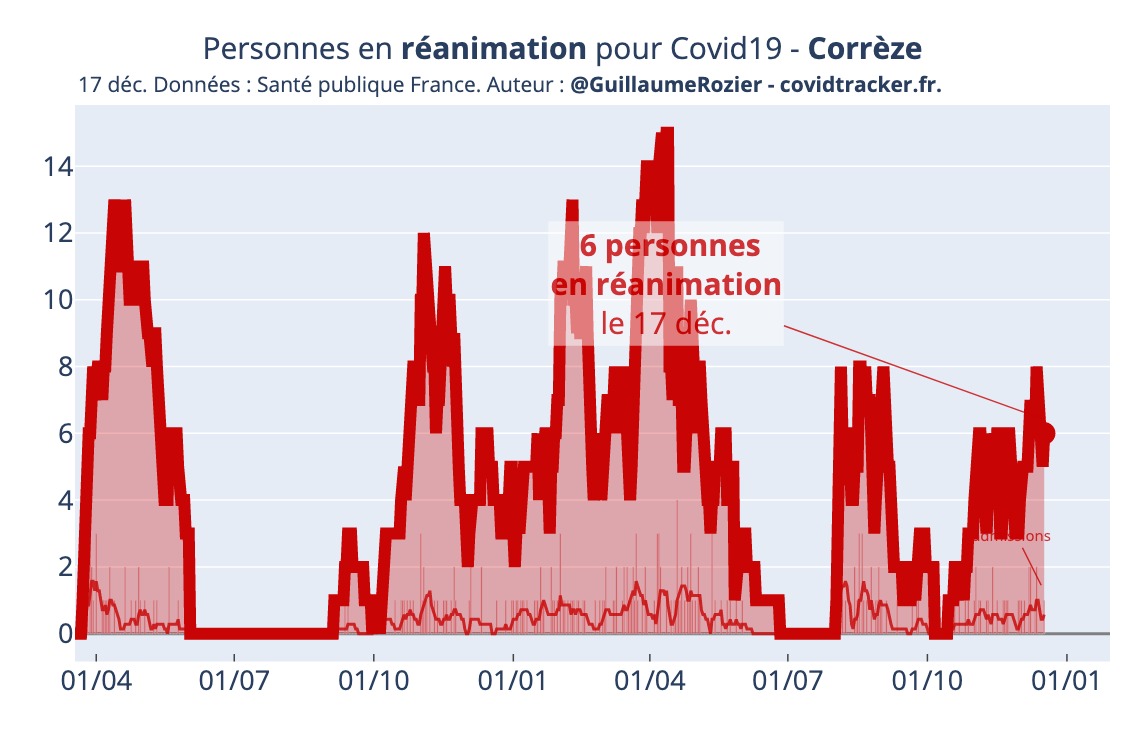 Personnes en réanimation pour Covid19 - Corrèze
17 déc. Données : Santé publique France. Auteur : @GuillaumeRozier - covidtracker.fr.
14
12
10
8
6
4
2
0
6 personnes
en réanimation
le 17 déc.
admissions
01/04
01/07
01/10
01/01
01/04
01/07
01/10
01/01